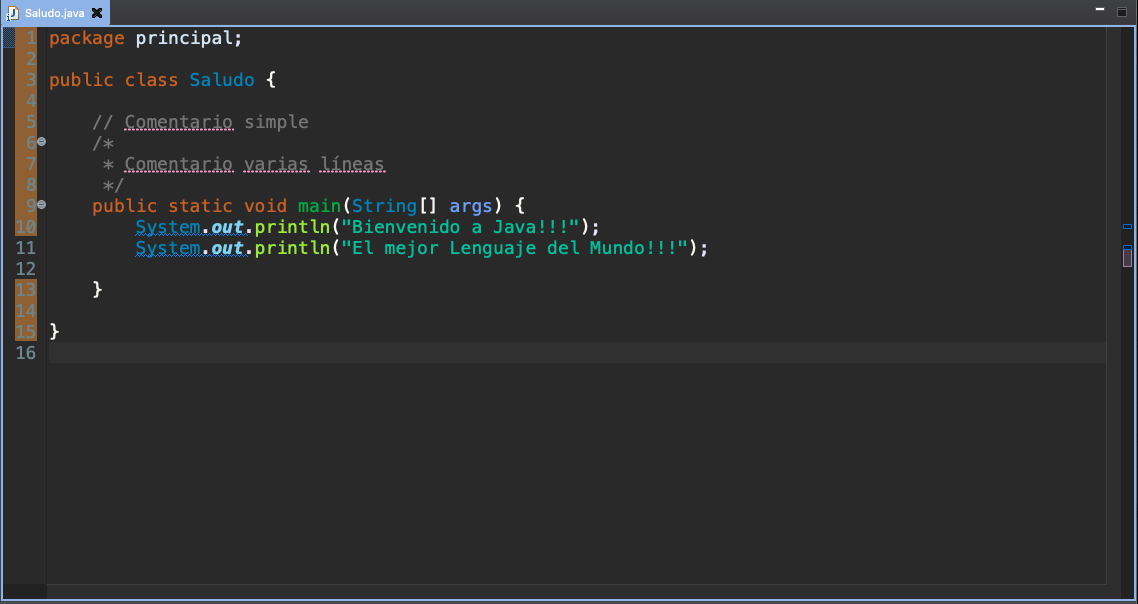 Saludo.java
1 package principal;
2
3 public class Saludo {
4
5     // Comentario simple
6     /*
7      * Comentario varias líneas
8      */
9     public static void main(String[] args) {
10         System.out.println("Bienvenido a Java!!!");
11         System.out.println("El mejor Lenguaje del Mundo!!!");
12
13     }
14
15 }
16